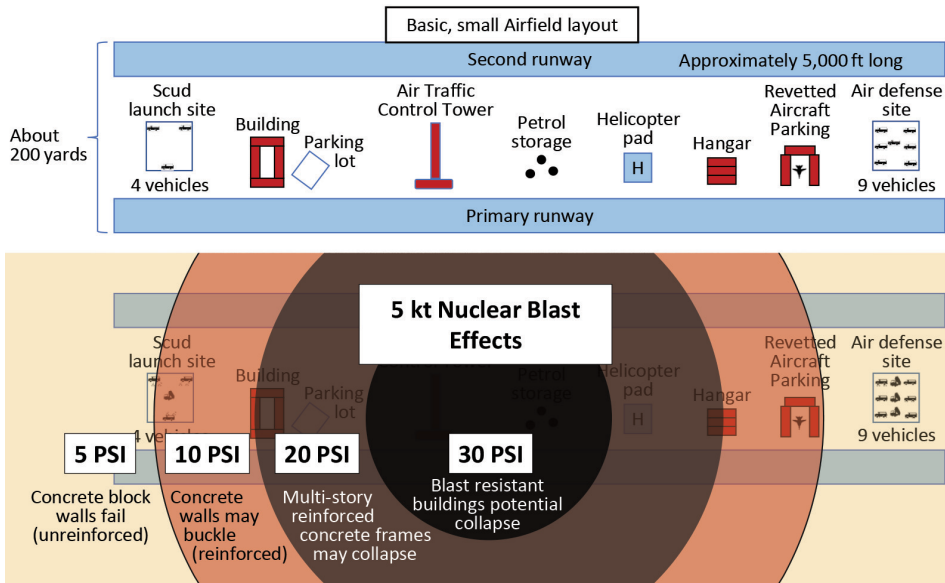 Basic, small Airfield layout
Second runway
Approximately 5,000 ft long
About
200 yards
Scud
launch site
4 vehicles
Building
Parking
lot
Air Traffic
Control Tower
Petrol
storage
Helicopter
pad
H
Hangar
Revetted
Aircraft
Parking
Air defense
site
9 vehicles
Primary runway
5 kt Nuclear Blast
Effects
Scud
launch site
4 vehicles
Building
Parking
lot
Control Tower
Petrol
storage
Helicopter
pad
H
Hangar
Revetted
Aircraft
Parking
Air defense
site
9 vehicles
5 PSI
Concrete block
walls fail
(unreinforced)
10 PSI
Concrete
walls may
buckle
(reinforced)
20 PSI
Multi-story
reinforced
concrete frames
may collapse
30 PSI
Blast resistant
buildings potential
collapse